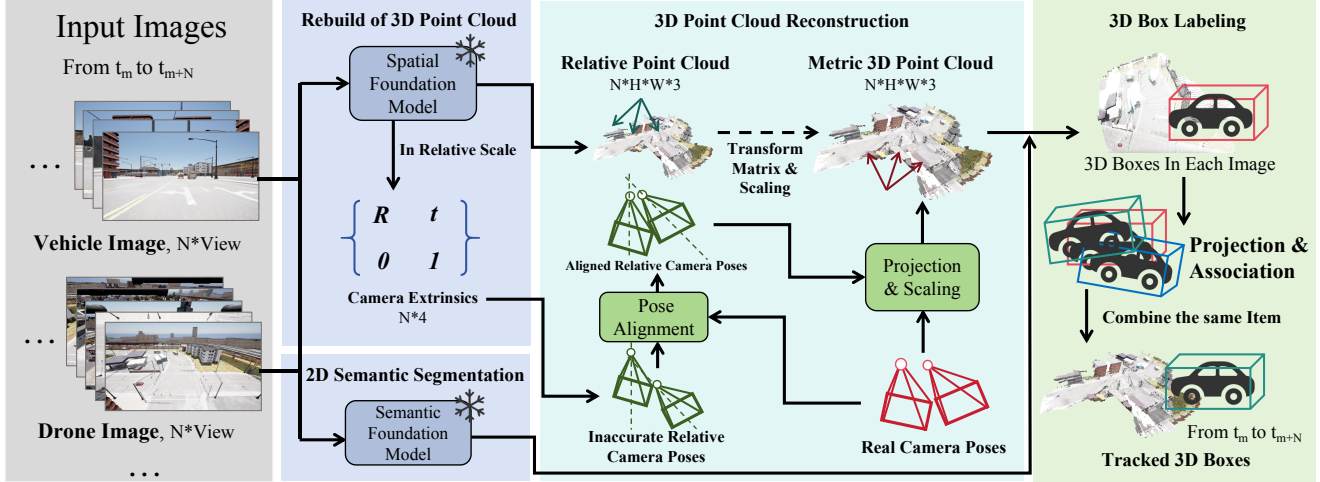 Input Images
From t_m to t_{m+N}
...
Vehicle Image, N*View
...
Drone Image, N*View
...
Rebuild of 3D Point Cloud
Spatial
Foundation
Model
In Relative Scale
R t
0 1
Camera Extrinsics
N*4
2D Semantic Segmentation
Semantic
Foundation
Model
3D Point Cloud Reconstruction
Relative Point Cloud
N*H*W*3
Transform
Matrix &
Scaling
Metric 3D Point Cloud
N*H*W*3
Aligned Relative Camera Poses
Pose
Alignment
Projection
& Scaling
Inaccurate Relative
Camera Poses
Real Camera Poses
3D Box Labeling
3D Boxes In Each Image
Projection &
Association
Combine the same Item
From t_m to t_{m+N}
Tracked 3D Boxes